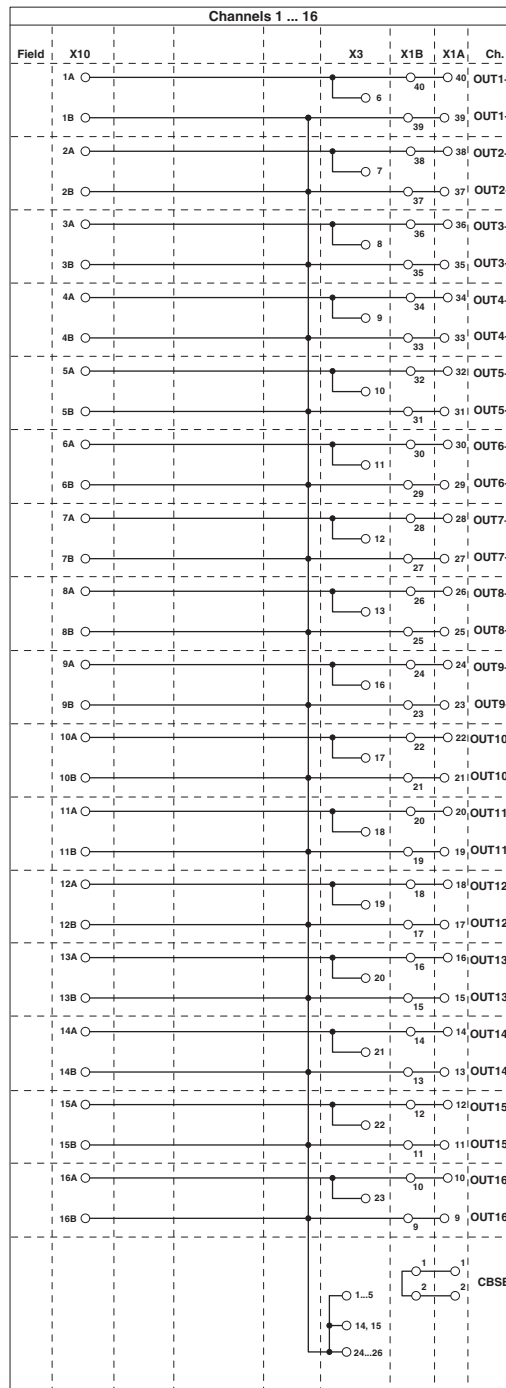 Channels 1 ... 16
Field X10 X3 X1B X1A Ch.
1A 40 40 OUT1-
6
1B 39 39 OUT1-
2A 38 38 OUT2-
7
2B 37 37 OUT2
3A 36 36 OUT3-
8
3B 35 35 OUT3-
4A 34 34 OUT4-
9
4B 33 33 OUT4-
5A 32 32 OUT5-
10
5B 31 31 OUT5-
6A 30 30 OUT6-
11
6B 29 29 OUT6-
7A 28 28 OUT7-
12
7B 27 27 OUT7-
8A 26 26 OUT8-
13
8B 25 25 OUT8-
9A 24 24 OUT9-
16
9B 23 23 OUT9
10A 22 22 OUT10
17
10B 21 21 OUT10
11A 20 20 OUT11
18
11B 19 19 OUT11
12A 18 18 OUT12
19
12B 17 17 OUT12
13A 16 16 OUT13
20
13B 15 15 OUT13
14A 14 14 OUT14
21
14B 13 13 OUT14
15A 12 12 OUT15
22
15B 11 11 OUT15
16A 10 10 OUT16
23
16B 9 9 OUT16
1 1
2 2 CBSE
1...5
14, 15
24...26